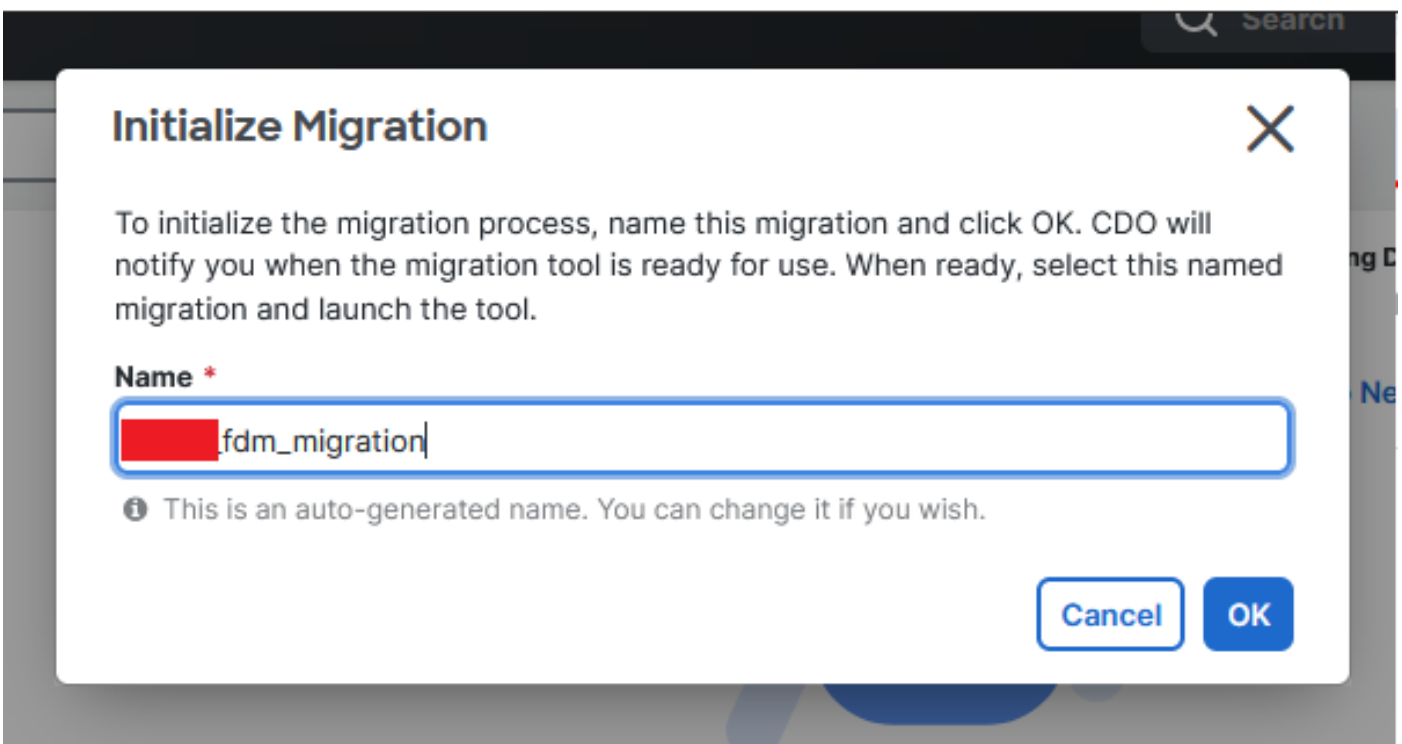 Search
Initialize Migration
To initialize the migration process, name this migration and click OK. CDO will
notify you when the migration tool is ready for use. When ready, select this named
migration and launch the tool.
Name *
_fdm_migration
This is an auto-generated name. You can change it if you wish.
Cancel OK